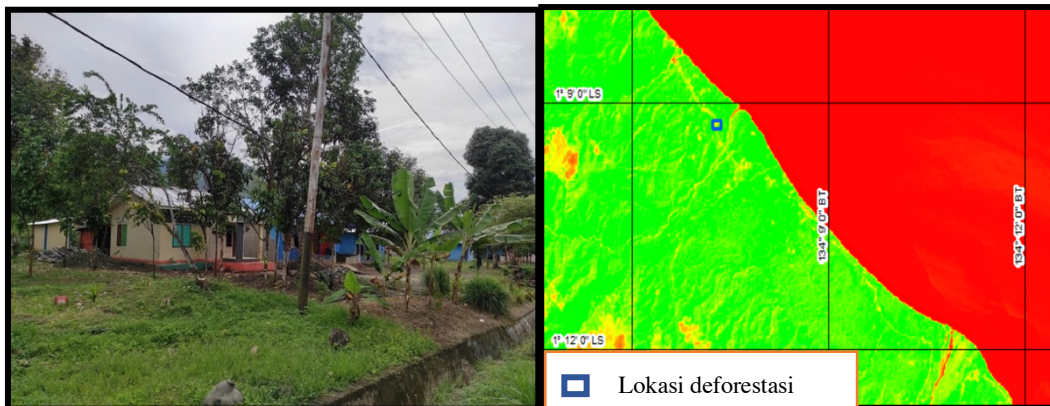 1° 9' 0" LS
134° 9' 0" BT
134° 12' 0" BT
1° 12' 0" LS
Lokasi deforestasi